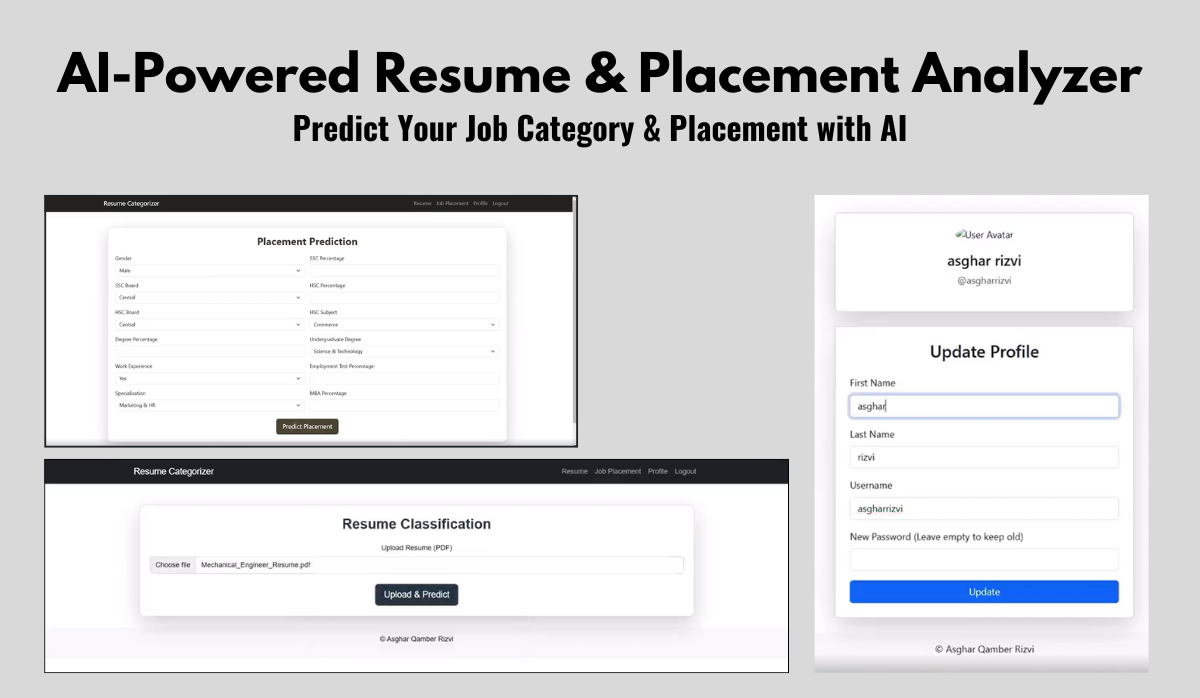 AI-Powered Resume & Placement Analyzer
Predict Your Job Category & Placement with AI
Resume Categorizer
Resume Job Placement Profile Logout
Placement Prediction
Gender
Male
SSC Percentage
SSC Board
Central
HSC Percentage
HSC Board
Central
HSC Subject
Commerce
Degree Percentage
Undergraduate Degree
Science & Technology
Work Experience
Yes
Employment Test Percentage
Specialisation
Marketing & HR
MBA Percentage
Predict Placement
Resume Categorizer
Resume Job Placement Profile Logout
Resume Classification
Upload Resume (PDF)
Choose file Mechanical_Engineer_Resume.pdf
Upload & Predict
© Asghar Qamber Rizvi
User Avatar
asghar rizvi
@asgharrizvi
Update Profile
First Name
asghar
Last Name
rizvi
Username
asgharrizvi
New Password (Leave empty to keep old)
Update
© Asghar Qamber Rizvi